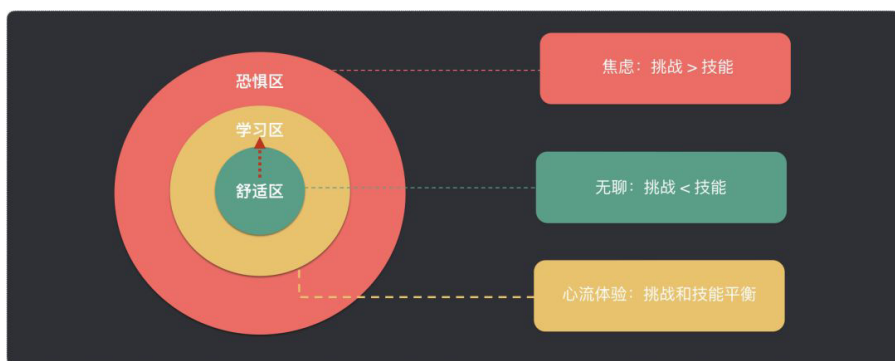 恐惧区
学习区
舒适区
焦虑：挑战 > 技能
无聊：挑战 < 技能
心流体验：挑战和技能平衡